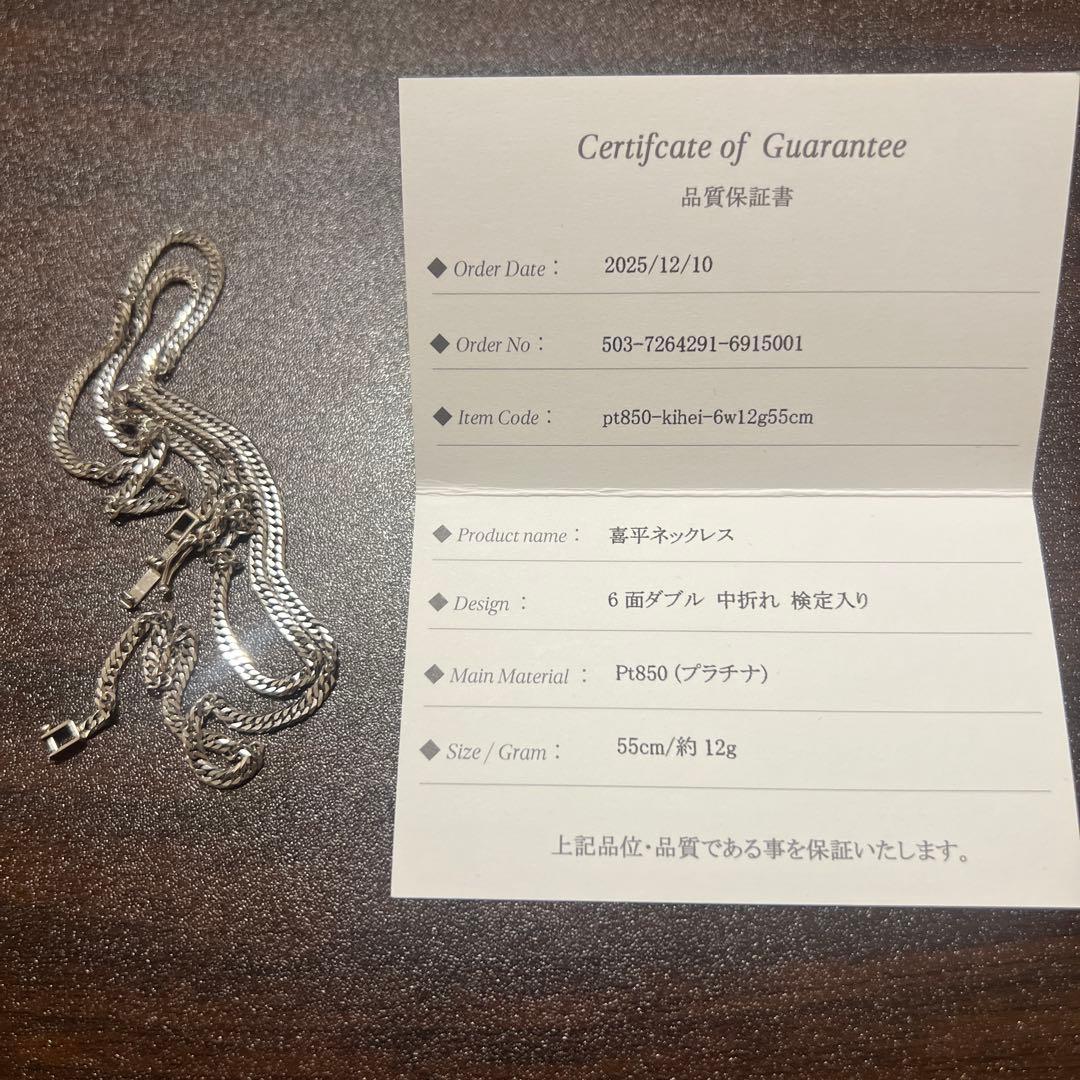 Certifcate of Guarantee
品質保証書
◆ Order Date : 2025/12/10
◆ Order No : 503-7264291-6915001
◆ Item Code : pt850-kihei-6w12g55cm
◆ Product name : 喜平ネックレス
◆ Design : 6面ダブル 中折れ 検定入り
◆ Main Material : Pt850 (プラチナ)
◆ Size / Gram : 55cm/約12g
上記品位・品質である事を保証いたします。